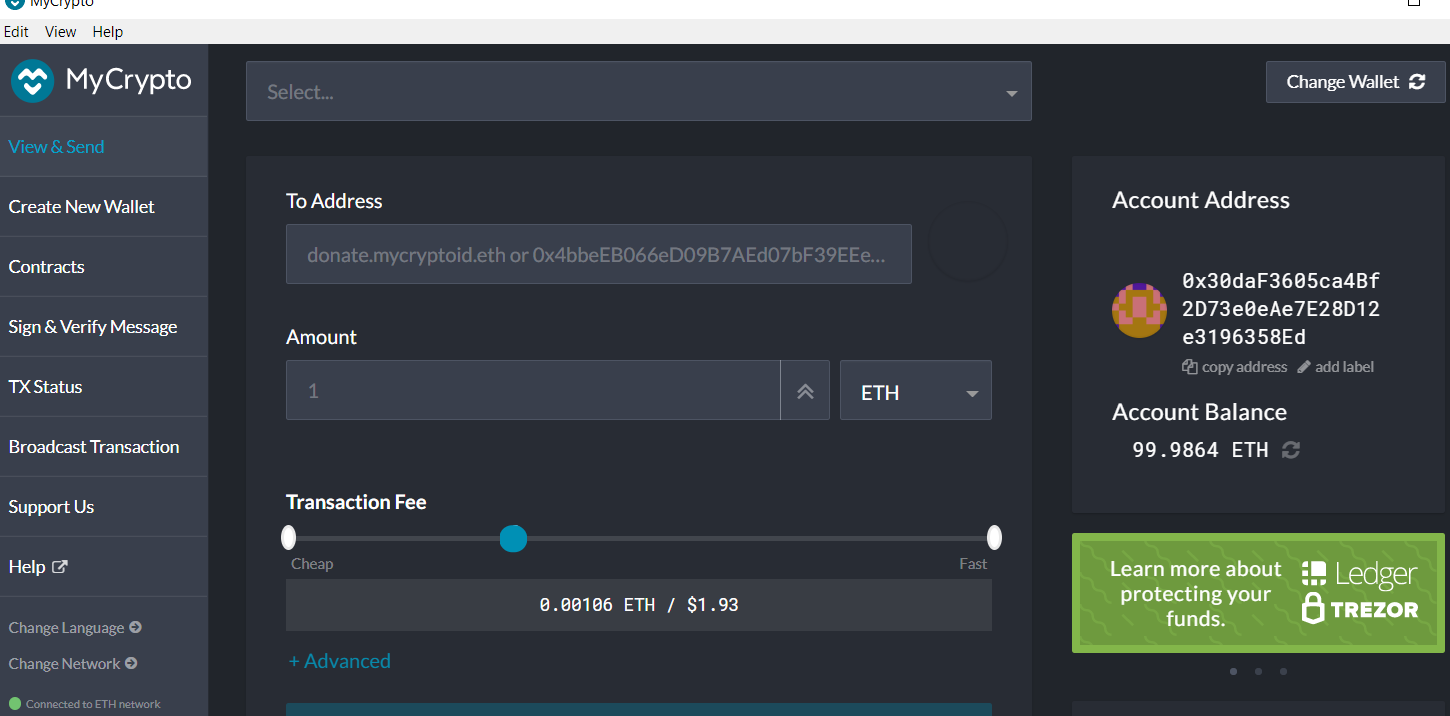 MyCrypto
Edit View Help
MyCrypto
View & Send
Create New Wallet
Contracts
Sign & Verify Message
TX Status
Broadcast Transaction
Support Us
Help
Change Language
Change Network
Connected to ETH network
Select...
Change Wallet
To Address
donate.mycryptoid.eth or 0x4bbeEB066eD09B7AEd07bF39EEe...
Amount
1
ETH
Transaction Fee
Cheap
Fast
0.00106 ETH / $1.93
+ Advanced
Account Address
0x30daF3605ca4Bf
2D73e0eAe7E28D12
e3196358Ed
copy address add label
Account Balance
99.9864 ETH
Learn more about
protecting your
funds.
Ledger
TREZOR